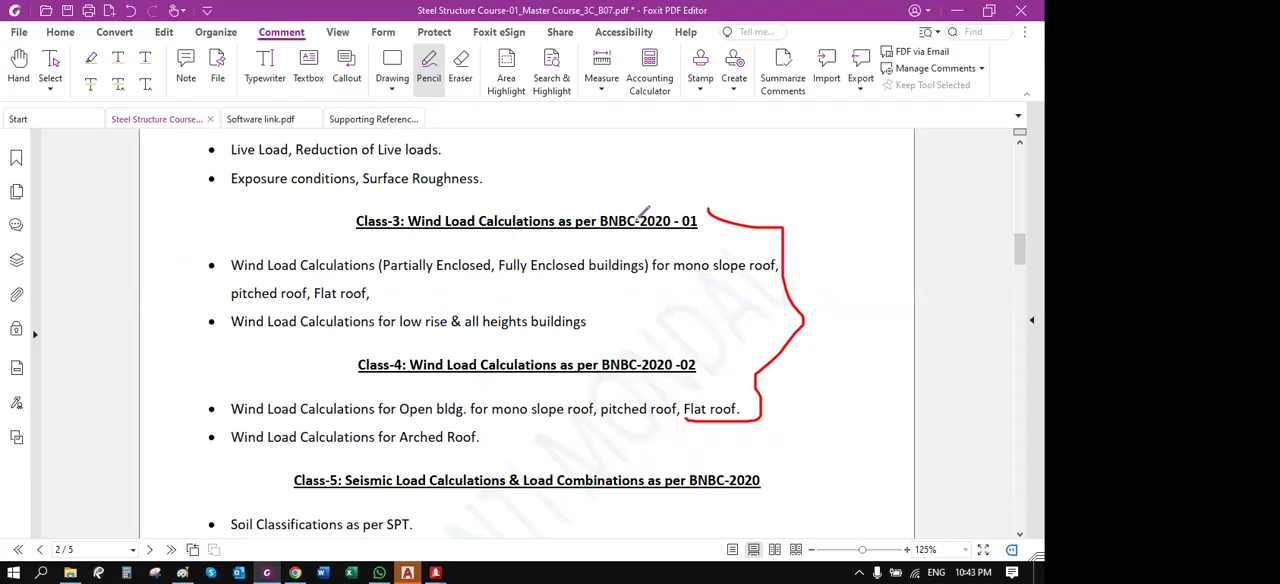 Steel Structure Course-01_Master Course_3C_B07.pdf * - Foxit PDF Editor
File Home Convert Edit Organize Comment View Form Protect Foxit eSign Share Accessibility Help Tell me... Find
Hand Select Note File Typewriter Textbox Callout Drawing Pencil Eraser Area Highlight Search & Highlight Measure Accounting Calculator Stamp Create Summarize Comments Import Export
FDF via Email
Manage Comments
Keep Tool Selected
Start Steel Structure Course... Software link.pdf Supporting Referenc...
• Live Load, Reduction of Live loads.
• Exposure conditions, Surface Roughness.
Class-3: Wind Load Calculations as per BNBC-2020 - 01
• Wind Load Calculations (Partially Enclosed, Fully Enclosed buildings) for mono slope roof,
pitched roof, Flat roof,
• Wind Load Calculations for low rise & all heights buildings
Class-4: Wind Load Calculations as per BNBC-2020 -02
• Wind Load Calculations for Open bldg. for mono slope roof, pitched roof, Flat roof.
• Wind Load Calculations for Arched Roof.
Class-5: Seismic Load Calculations & Load Combinations as per BNBC-2020
• Soil Classifications as per SPT.
2 / 5 125%
ENG 10:43 PM